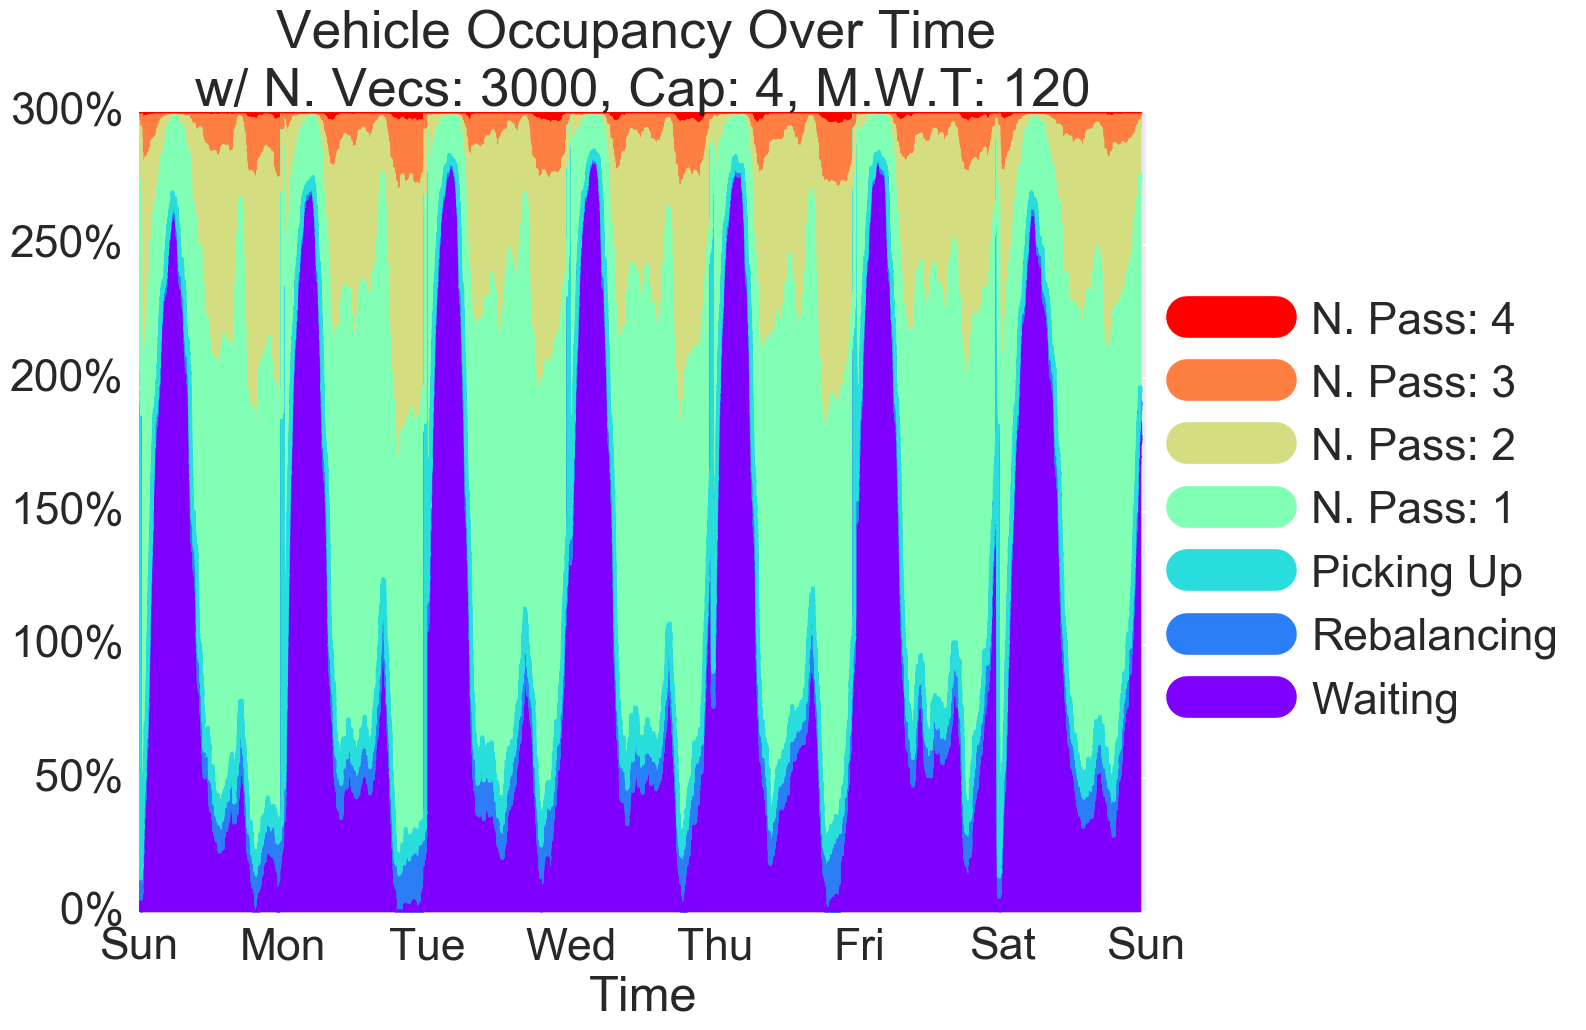 Vehicle Occupancy Over Time
w/ N. Vecs: 3000, Cap: 4, M.W.T: 120
300%
250%
200%
150%
100%
50%
0%
Sun Mon Tue Wed Thu Fri Sat Sun
Time
N. Pass: 4
N. Pass: 3
N. Pass: 2
N. Pass: 1
Picking Up
Rebalancing
Waiting